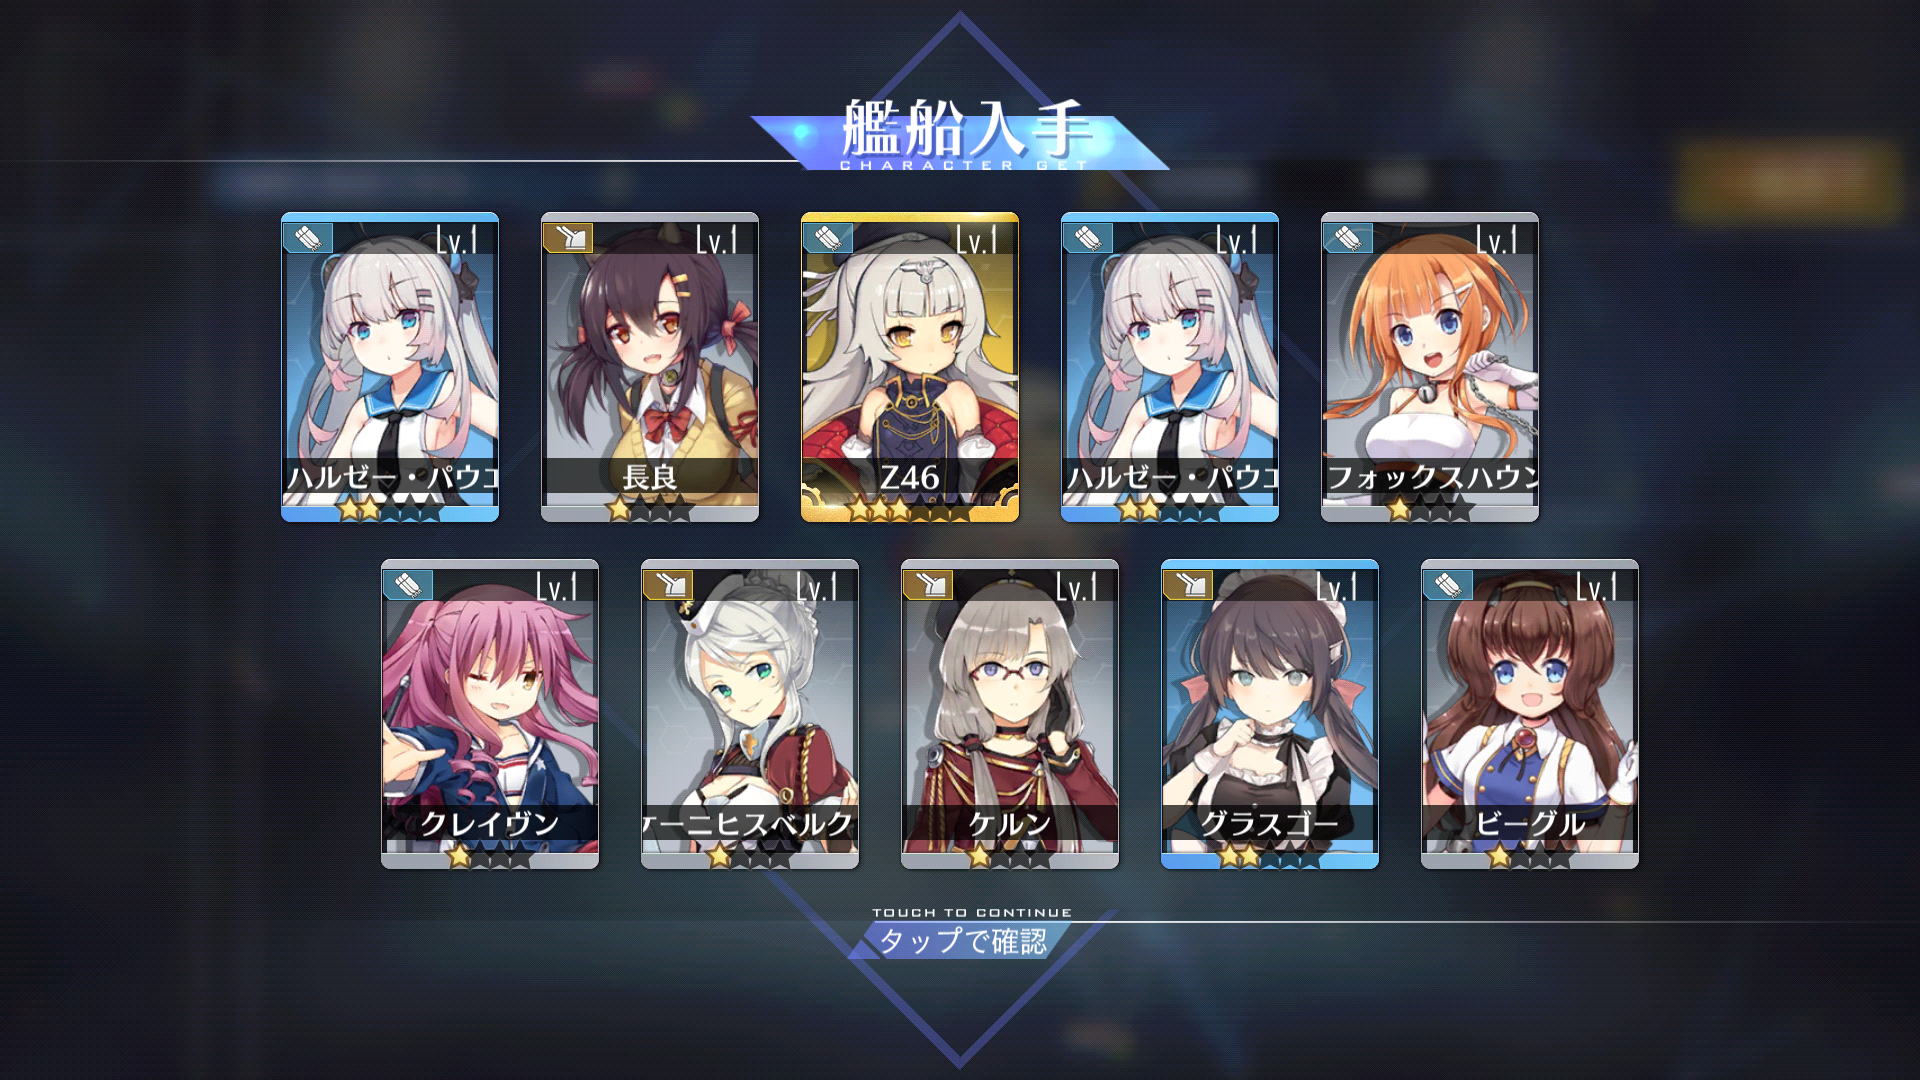 艦船入手
CHARACTER GET
Lv.1
Lv.1
Lv.1
Lv.1
Lv.1
ハルゼー・パウエ
長良
Z46
ハルゼー・パウエ
フォックスハウン
Lv.1
Lv.1
Lv.1
Lv.1
Lv.1
クレイヴン
ケーニヒスベルク
ケルン
グラスゴー
ビーグル
TOUCH TO CONTINUE
タップで確認